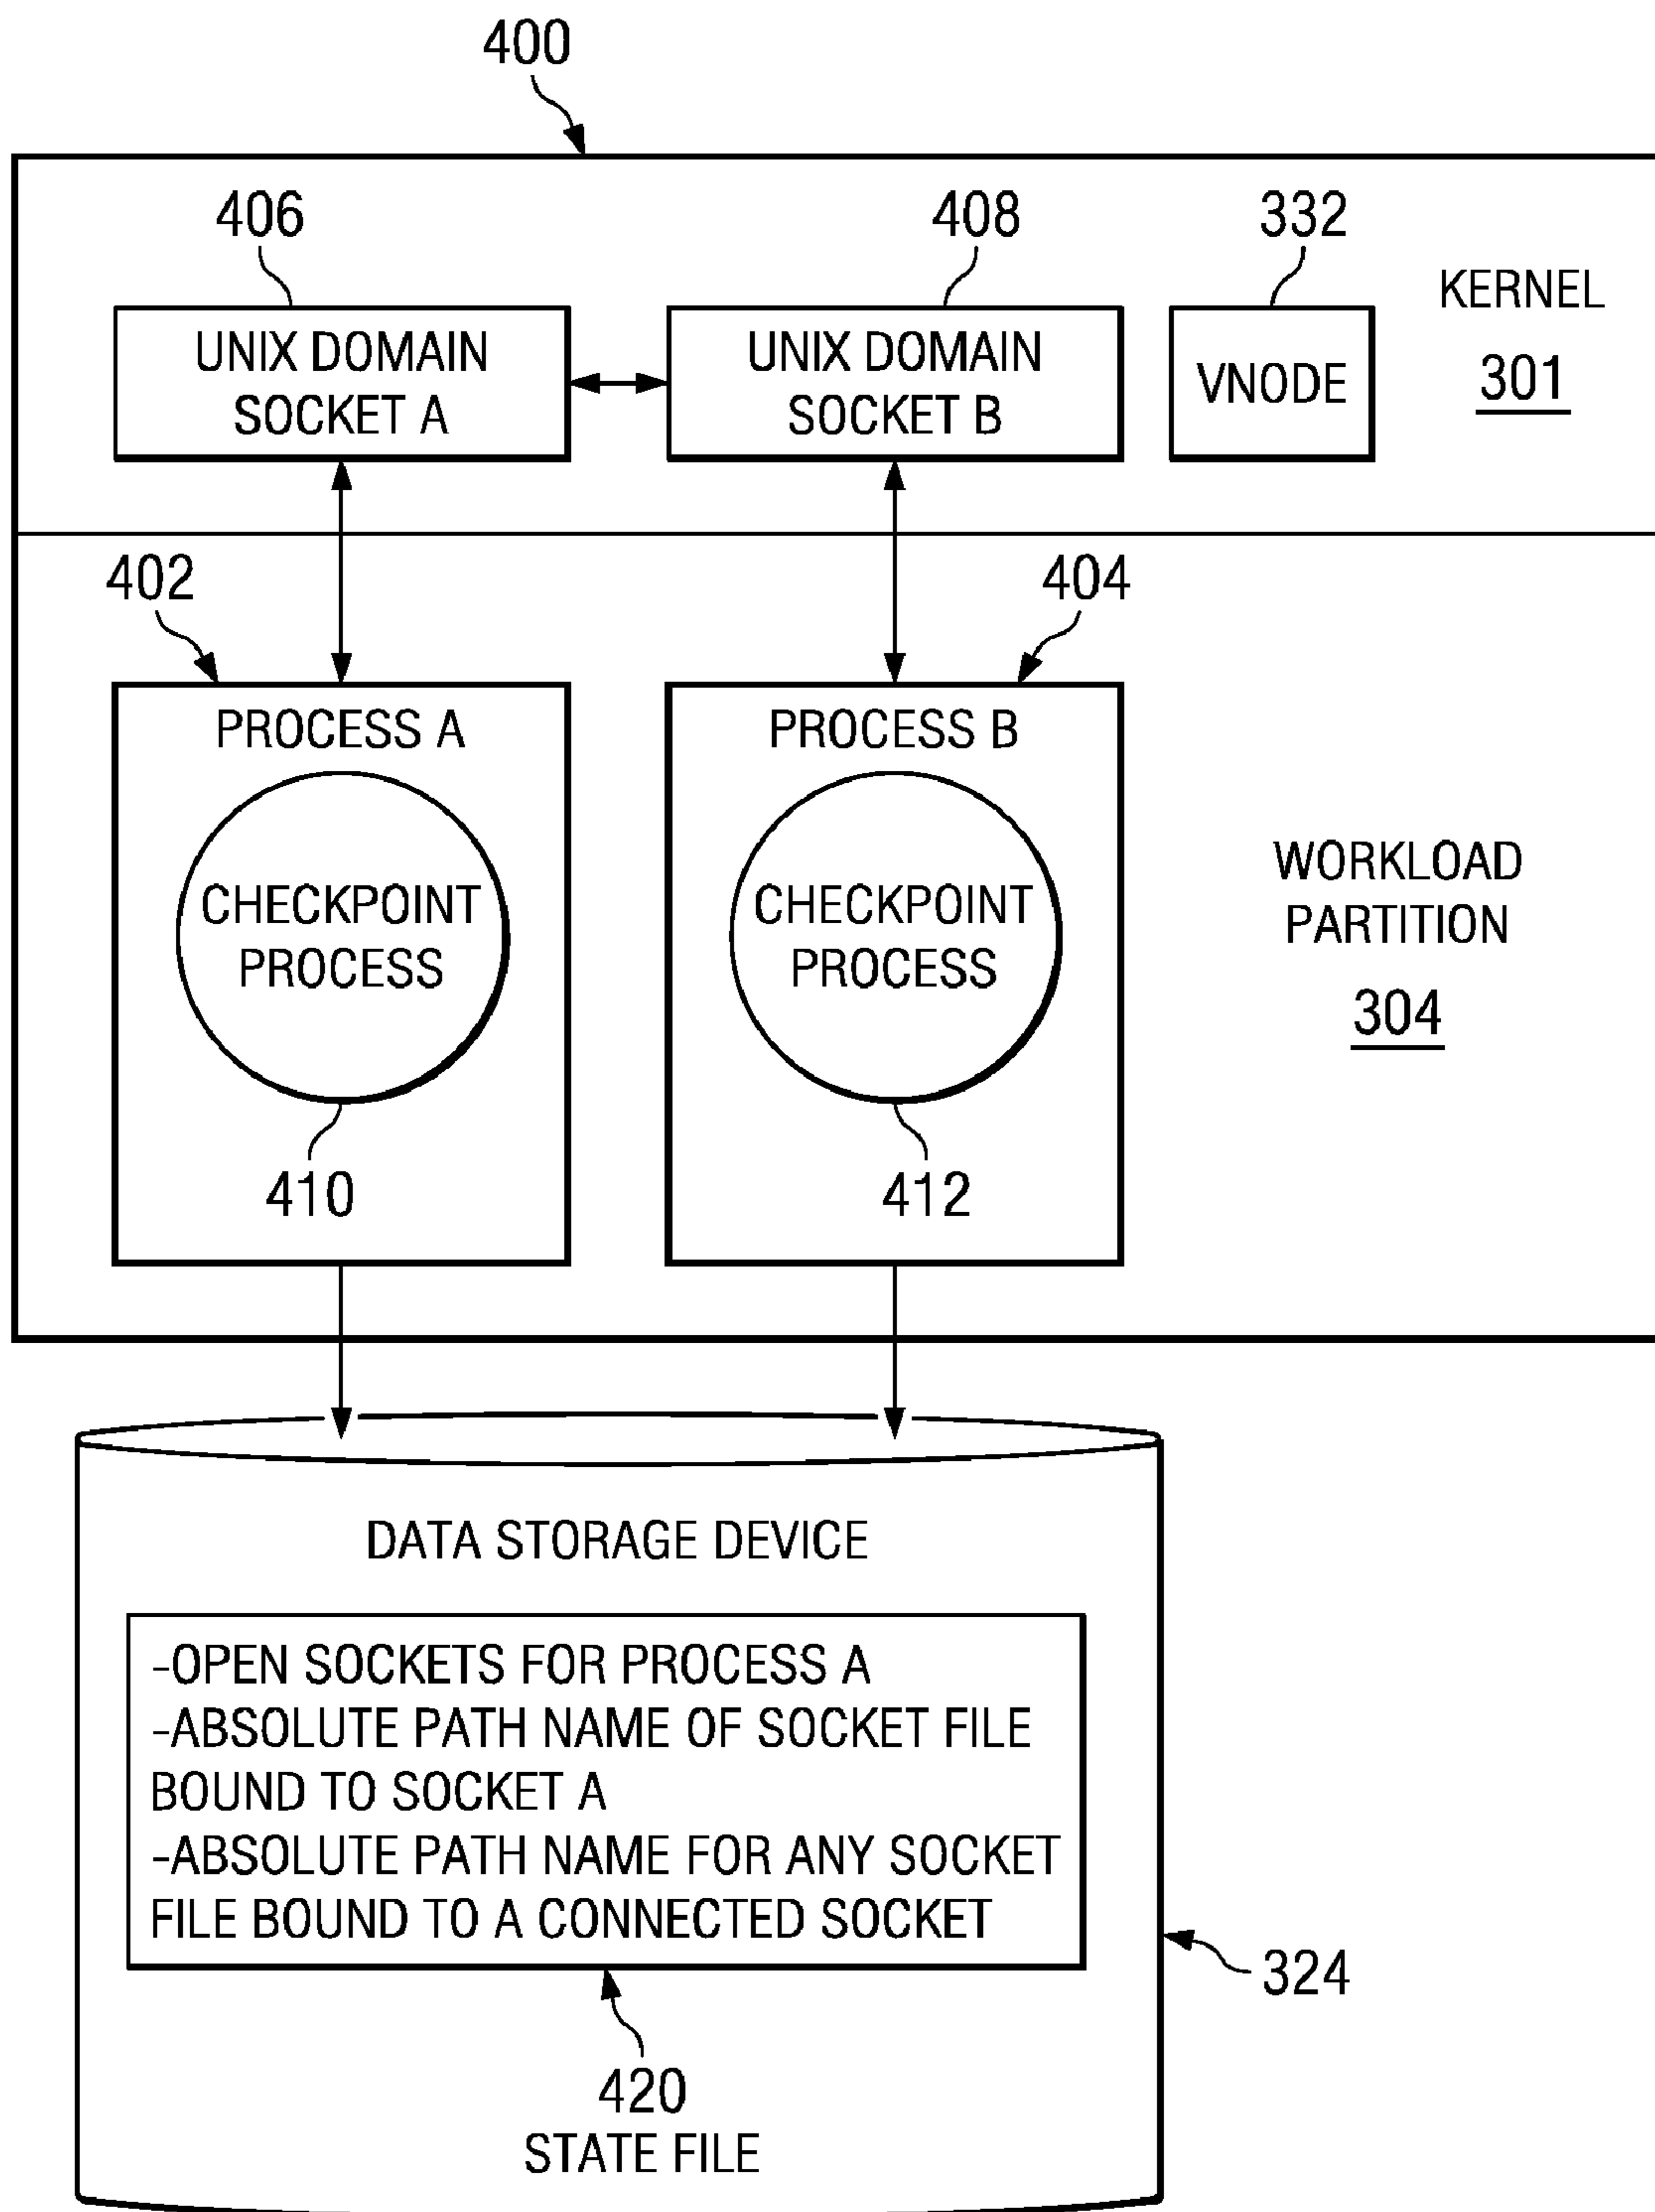 400
406
408
332
UNIX DOMAIN
SOCKET A
UNIX DOMAIN
SOCKET B
VNODE
KERNEL
301
402
404
PROCESS A
CHECKPOINT
PROCESS
410
PROCESS B
CHECKPOINT
PROCESS
412
WORKLOAD
PARTITION
304
DATA STORAGE DEVICE
-OPEN SOCKETS FOR PROCESS A
-ABSOLUTE PATH NAME OF SOCKET FILE
BOUND TO SOCKET A
-ABSOLUTE PATH NAME FOR ANY SOCKET
FILE BOUND TO A CONNECTED SOCKET
324
420
STATE FILE